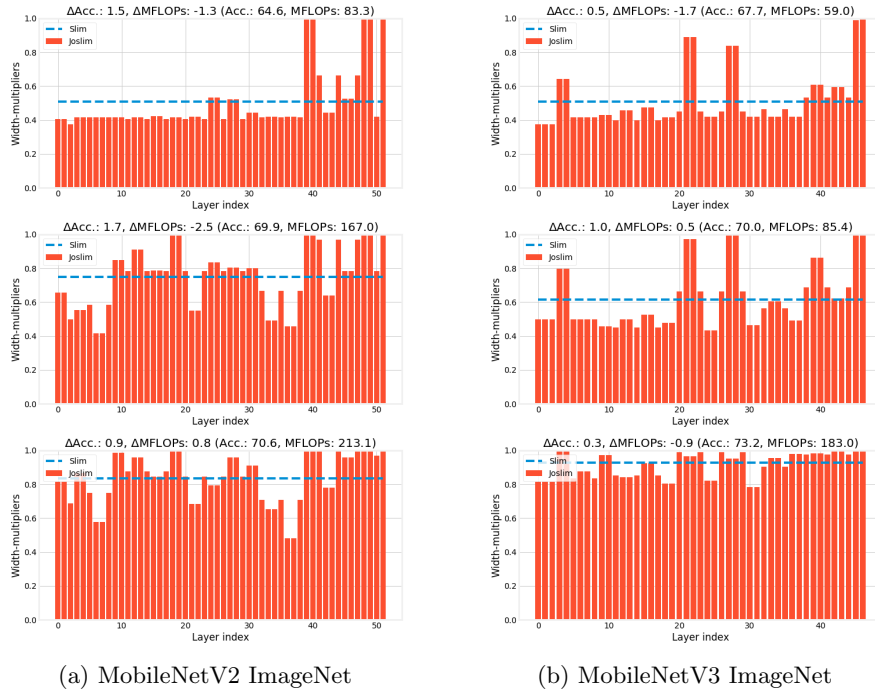 ΔAcc.: 1.5, ΔMFLOPs: -1.3 (Acc.: 64.6, MFLOPs: 83.3)
1.0
0.8
0.6
0.4
0.2
0.0
Width-multipliers
Slim
Joslim
0 10 20 30 40 50
Layer index
ΔAcc.: 0.5, ΔMFLOPs: -1.7 (Acc.: 67.7, MFLOPs: 59.0)
1.0
0.8
0.6
0.4
0.2
0.0
Width-multipliers
Slim
Joslim
0 20 40
Layer index
ΔAcc.: 1.7, ΔMFLOPs: -2.5 (Acc.: 69.9, MFLOPs: 167.0)
1.0
0.8
0.6
0.4
0.2
0.0
Width-multipliers
Slim
Joslim
0 10 20 30 40 50
Layer index
ΔAcc.: 1.0, ΔMFLOPs: 0.5 (Acc.: 70.0, MFLOPs: 85.4)
1.0
0.8
0.6
0.4
0.2
0.0
Width-multipliers
Slim
Joslim
0 20 40
Layer index
ΔAcc.: 0.9, ΔMFLOPs: 0.8 (Acc.: 70.6, MFLOPs: 213.1)
1.0
0.8
0.6
0.4
0.2
0.0
Width-multipliers
Slim
Joslim
0 10 20 30 40 50
Layer index
ΔAcc.: 0.3, ΔMFLOPs: -0.9 (Acc.: 73.2, MFLOPs: 183.0)
1.0
0.8
0.6
0.4
0.2
0.0
Width-multipliers
Slim
Joslim
0 20 40
Layer index
(a) MobileNetV2 ImageNet
(b) MobileNetV3 ImageNet